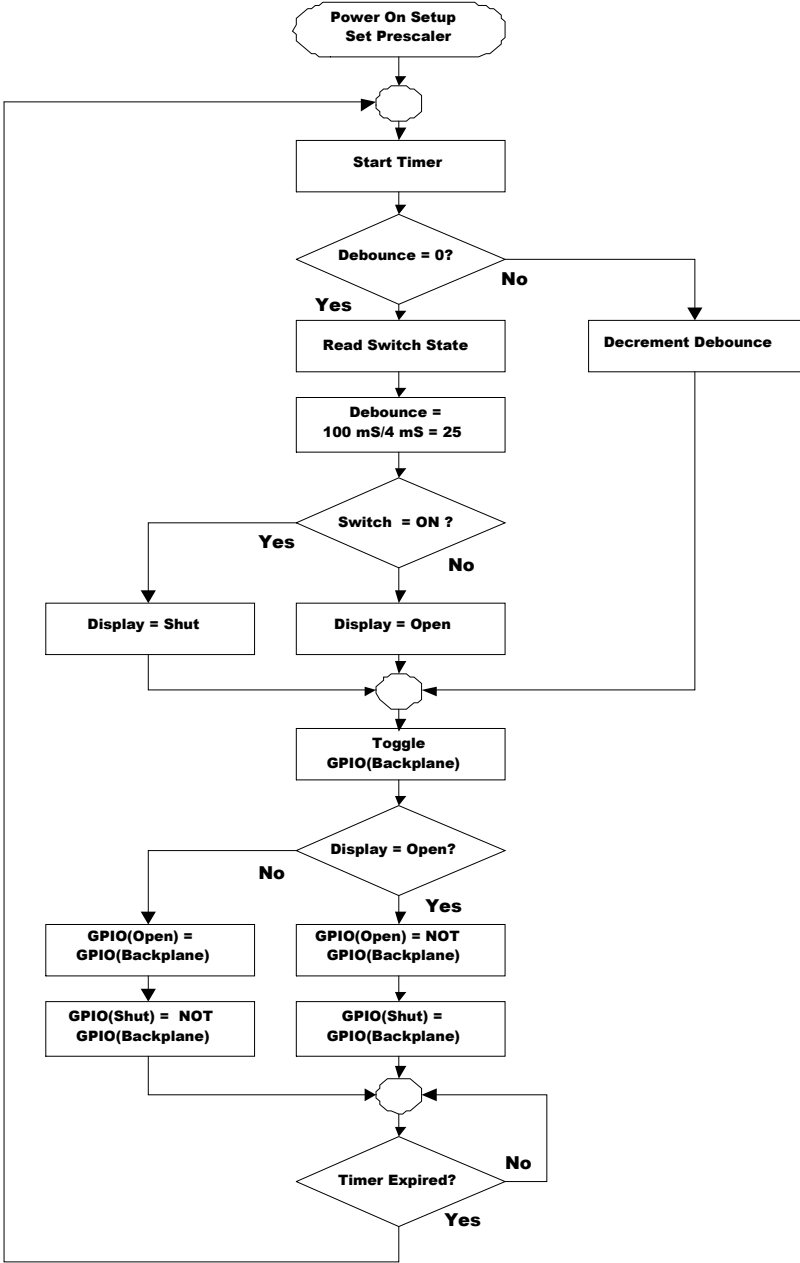 Power On Setup
Set Prescaler
Start Timer
Debounce = 0?
No
Yes
Read Switch State
Decrement Debounce
Debounce =
100 mS/4 mS = 25
Switch = ON ?
Yes
No
Display = Shut
Display = Open
Toggle
GPIO(Backplane)
Display = Open?
No
Yes
GPIO(Open) =
GPIO(Backplane)
GPIO(Open) = NOT
GPIO(Backplane)
GPIO(Shut) = NOT
GPIO(Backplane)
GPIO(Shut) =
GPIO(Backplane)
Timer Expired?
No
Yes